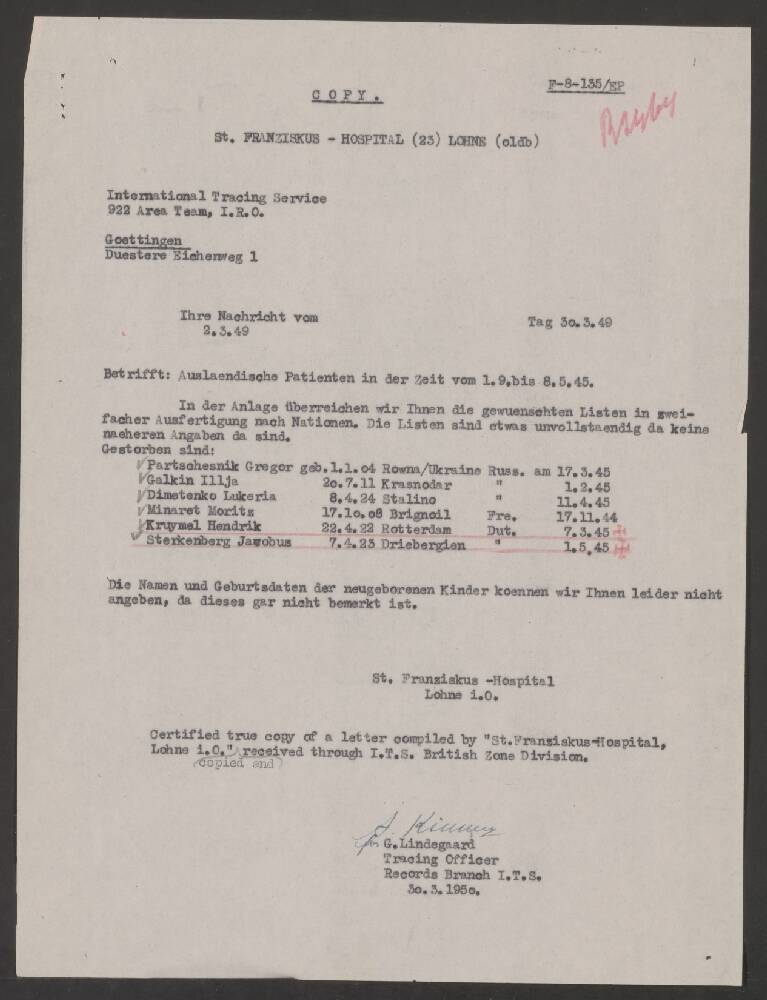 COPY.
F-8-135/EP
St. FRANZISKUS - HOSPITAL (23) LOHNE (oldb)
International Tracing Service
922 Area Team, I.R.O.
Goettingen
Duestere Eichenweg 1
Ihre Nachricht vom
2.3.49
Tag 30.3.49
Betrifft: Auslaendische Patienten in der Zeit vom 1.9.bis 8.5.45.
In der Anlage überreichen wir Ihnen die gewuenschten Listen in zwei-
facher Ausfertigung nach Nationen. Die Listen sind etwas unvollstaendig da keine
naeheren Angaben da sind.
Gestorben sind:
Partschesnik Gregor geb.1.1.04 Rowna/Ukraine Russ. am 17.3.45
Galkin Illja 20.7.11 Krasnodar " 1.2.45
Dimetenko Lukeria 8.4.24 Stalino " 11.4.45
Minaret Moritz 17.10.08 Brignoil Frs. 17.11.44
Kruymel Hendrik 22.4.22 Rotterdam Dut. 7.3.45
Sterkenberg Jacobus 7.4.23 Driebergien " 1.5.45
Die Namen und Geburtsdaten der neugeborenen Kinder koennen wir Ihnen leider nicht
angeben, da dieses gar nicht bemerkt ist.
St. Franziskus -Hospital
Lohne i.O.
Certified true copy of a letter compiled by "St.Franziskus-Hospital,
Lohne i.O." received through I.T.S. British Zone Division.
copied and
G.Lindegaard
Tracing Officer
Records Branch I.T.S.
30.3.1950.